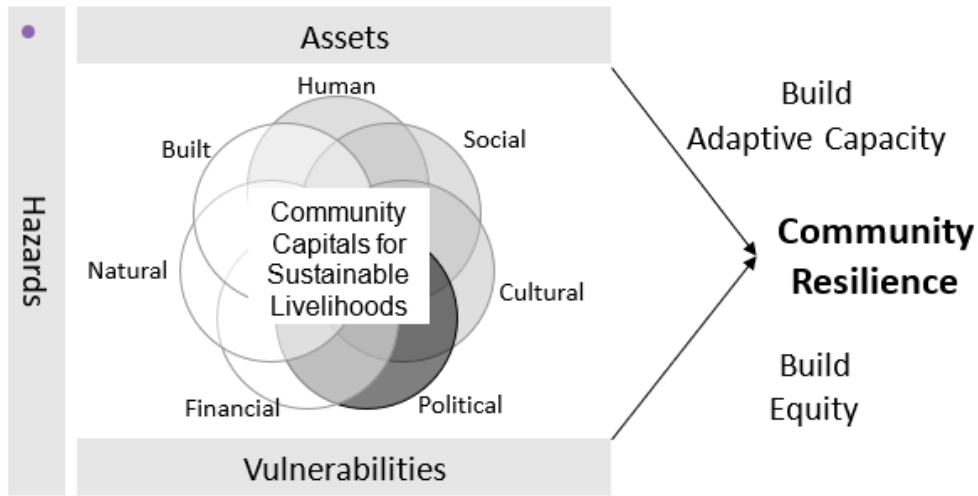 Hazards
Assets
Human
Built
Social
Natural
Community
Capitals for
Sustainable
Livelihoods
Cultural
Financial
Political
Vulnerabilities
Build
Adaptive Capacity
Community
Resilience
Build
Equity